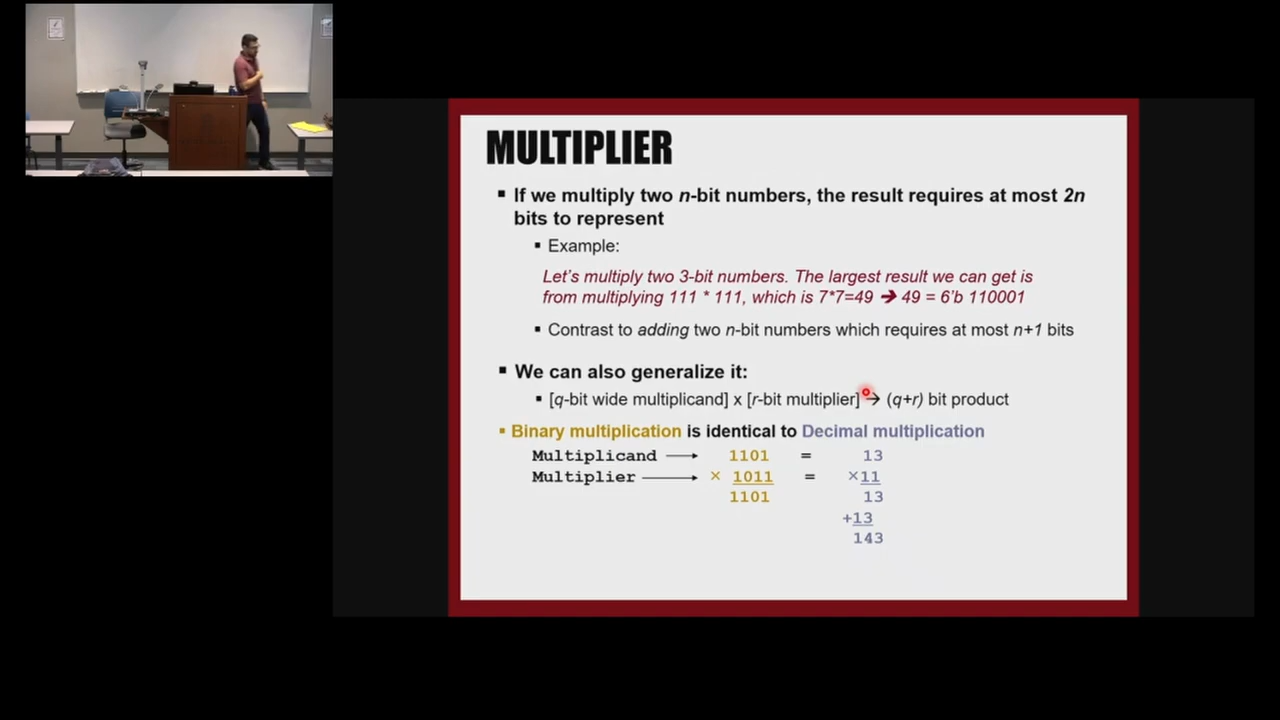 MULTIPLIER
▪ If we multiply two n-bit numbers, the result requires at most 2n
bits to represent
▪ Example:
Let's multiply two 3-bit numbers. The largest result we can get is
from multiplying 111 * 111, which is 7*7=49 ➔ 49 = 6'b 110001
▪ Contrast to adding two n-bit numbers which requires at most n+1 bits
▪ We can also generalize it:
▪ [q-bit wide multiplicand] x [r-bit multiplier] → (q+r) bit product
▪ Binary multiplication is identical to Decimal multiplication
Multiplicand → 1101 = 13
Multiplier → × 1011 = ×11
1101 13
+13
143